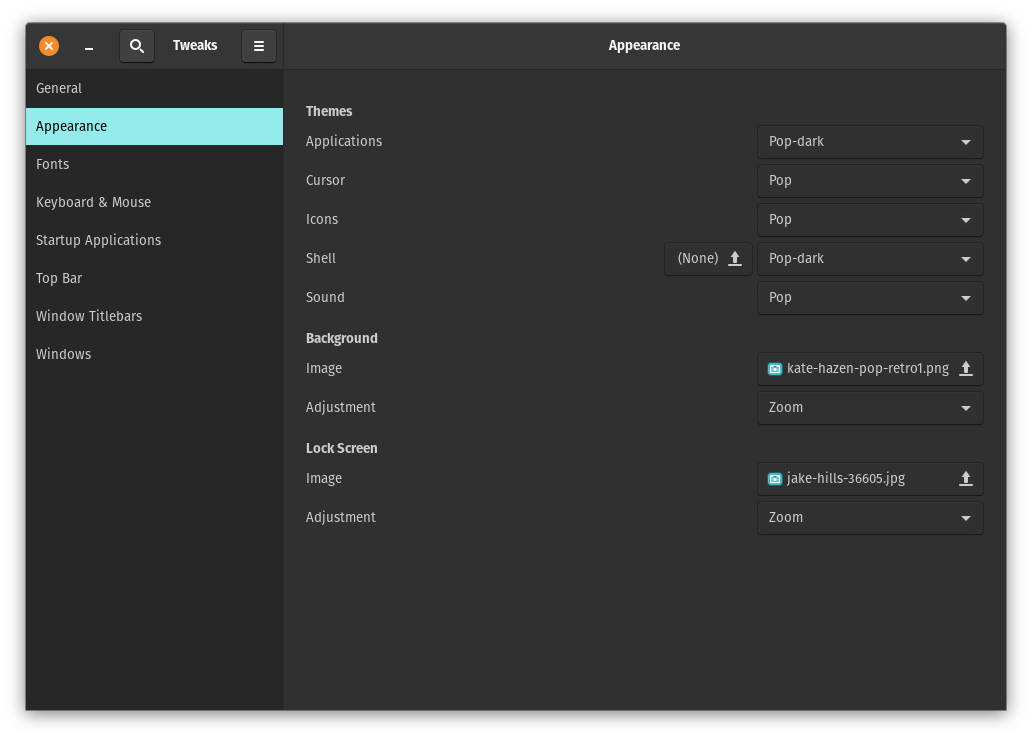 Tweaks
Appearance
General
Appearance
Fonts
Keyboard & Mouse
Startup Applications
Top Bar
Window Titlebars
Windows
Themes
Applications Pop-dark
Cursor Pop
Icons Pop
Shell (None) Pop-dark
Sound Pop
Background
Image kate-hazen-pop-retro1.png
Adjustment Zoom
Lock Screen
Image jake-hills-36605.jpg
Adjustment Zoom